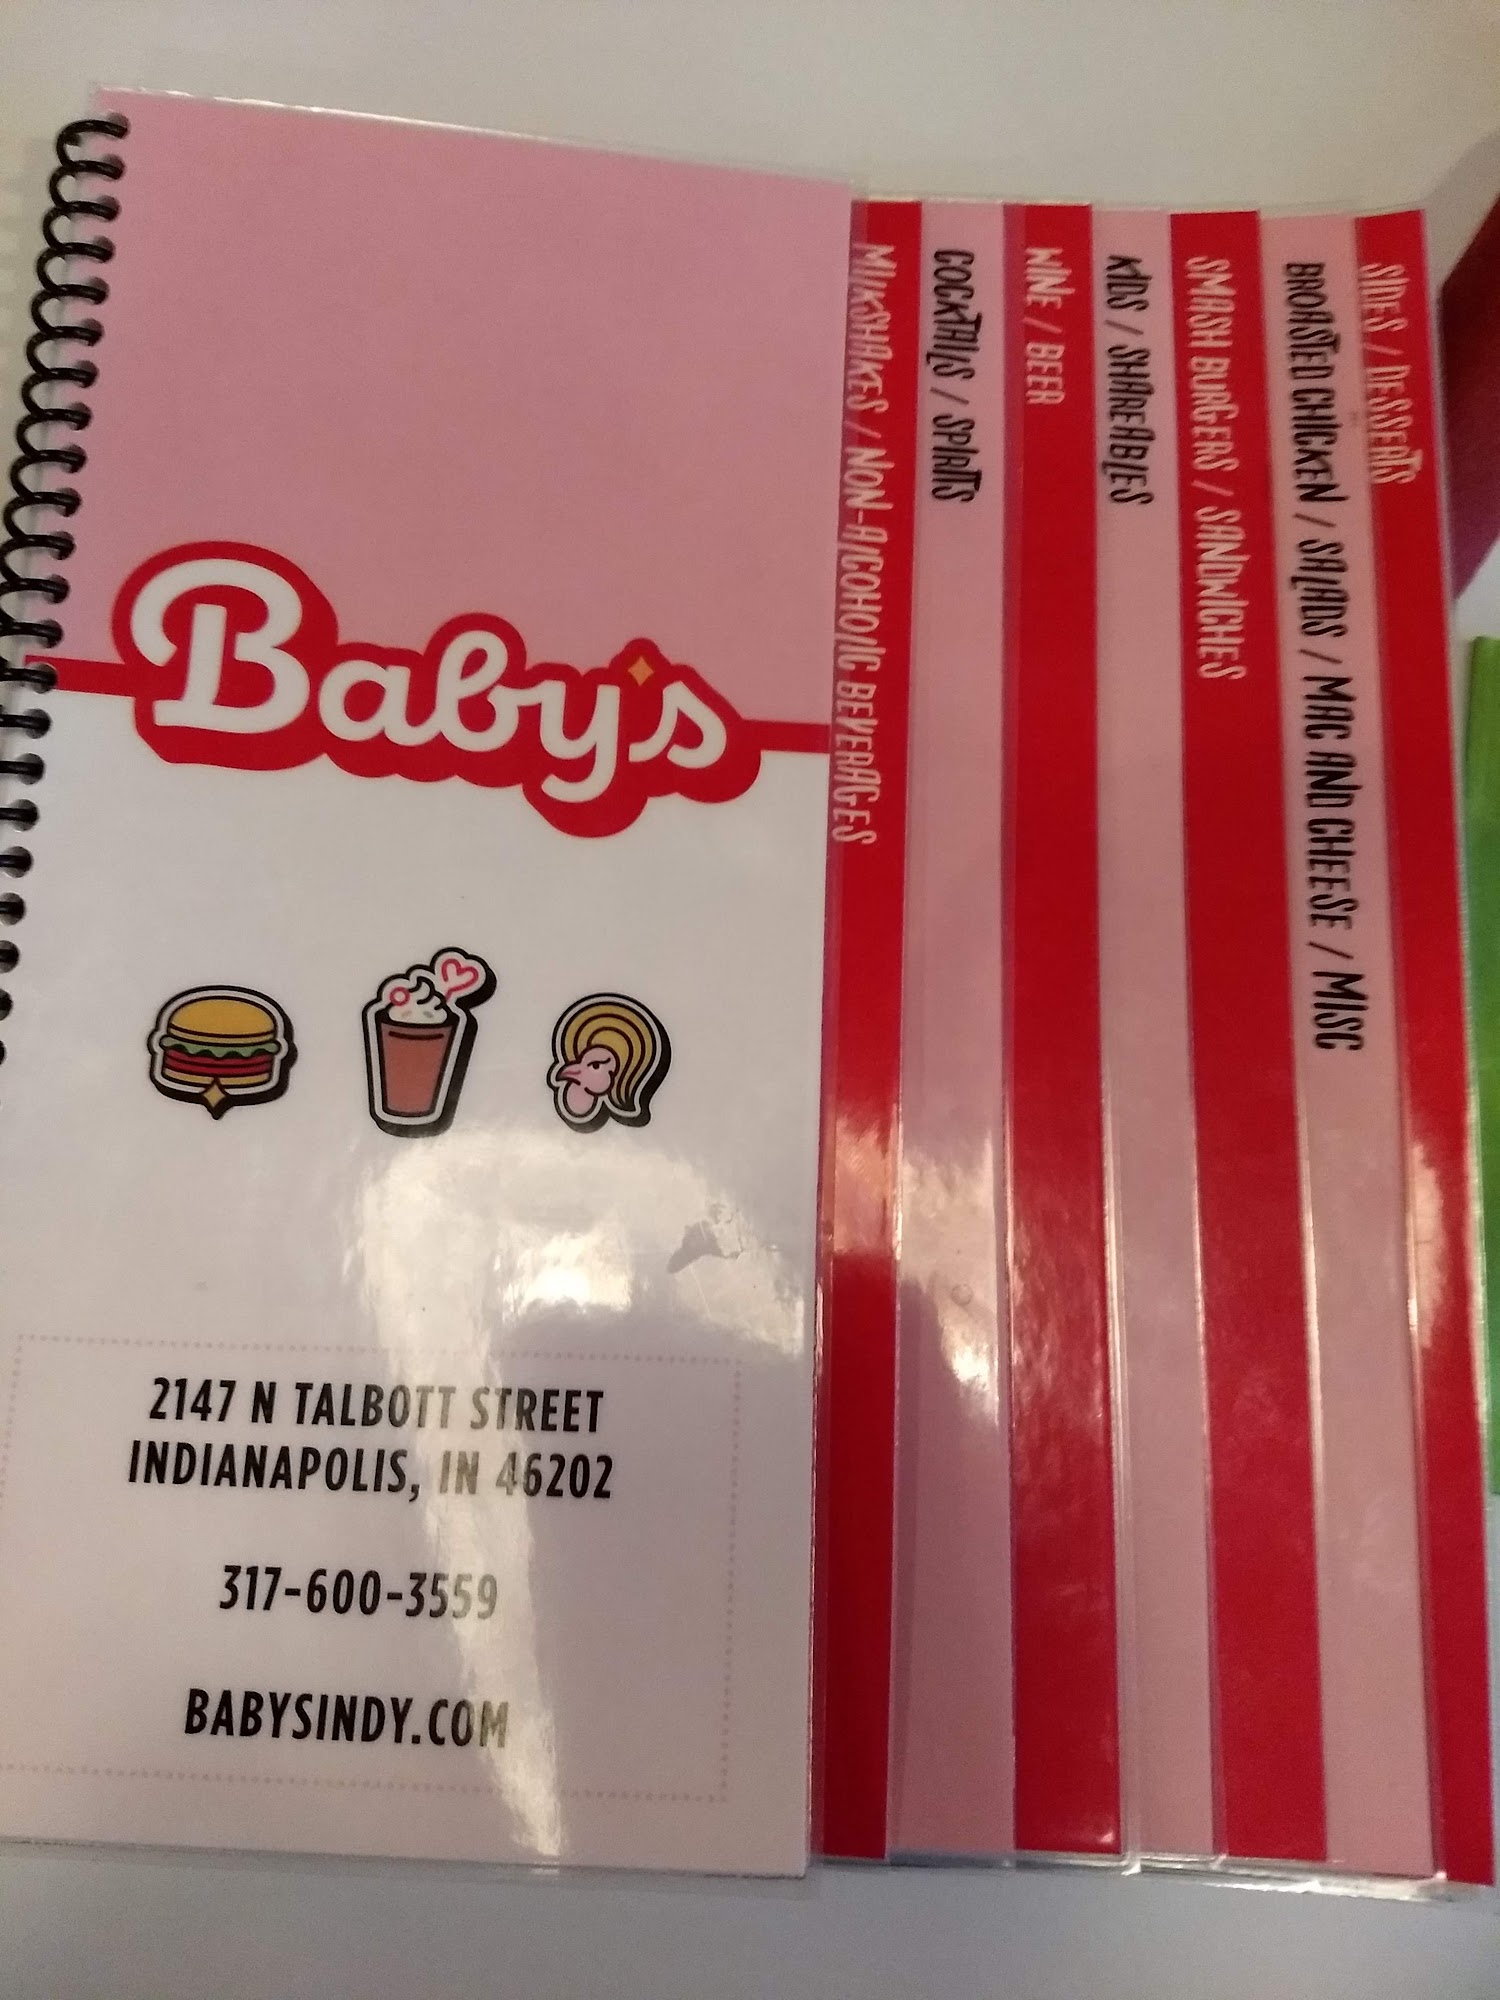 Baby's
2147 N TALBOTT STREET
INDIANAPOLIS, IN 46202
317-600-3559
BABYSINDY.COM
MILKSHAKES / NON-ALCOHOLIC BEVERAGES
COCKTAILS / SPIRITS
WINE / BEER
KIDS / SHAREABLES
SMASH BURGERS / SANDWICHES
BROASTED CHICKEN / SALADS / MAC AND CHEESE / MISC
SIDES / DESSERTS